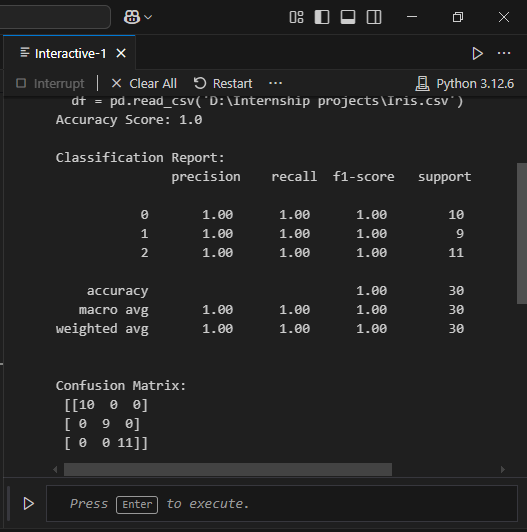 Interactive-1
Interrupt | Clear All Restart ... Python 3.12.6
df = pd.read_csv('D:\Internship projects\Iris.csv')
Accuracy Score: 1.0
Classification Report:
precision recall f1-score support
0 1.00 1.00 1.00 10
1 1.00 1.00 1.00 9
2 1.00 1.00 1.00 11
accuracy 1.00 30
macro avg 1.00 1.00 1.00 30
weighted avg 1.00 1.00 1.00 30
Confusion Matrix:
[[10 0 0]
[ 0 9 0]
[ 0 0 11]]
Press Enter to execute.